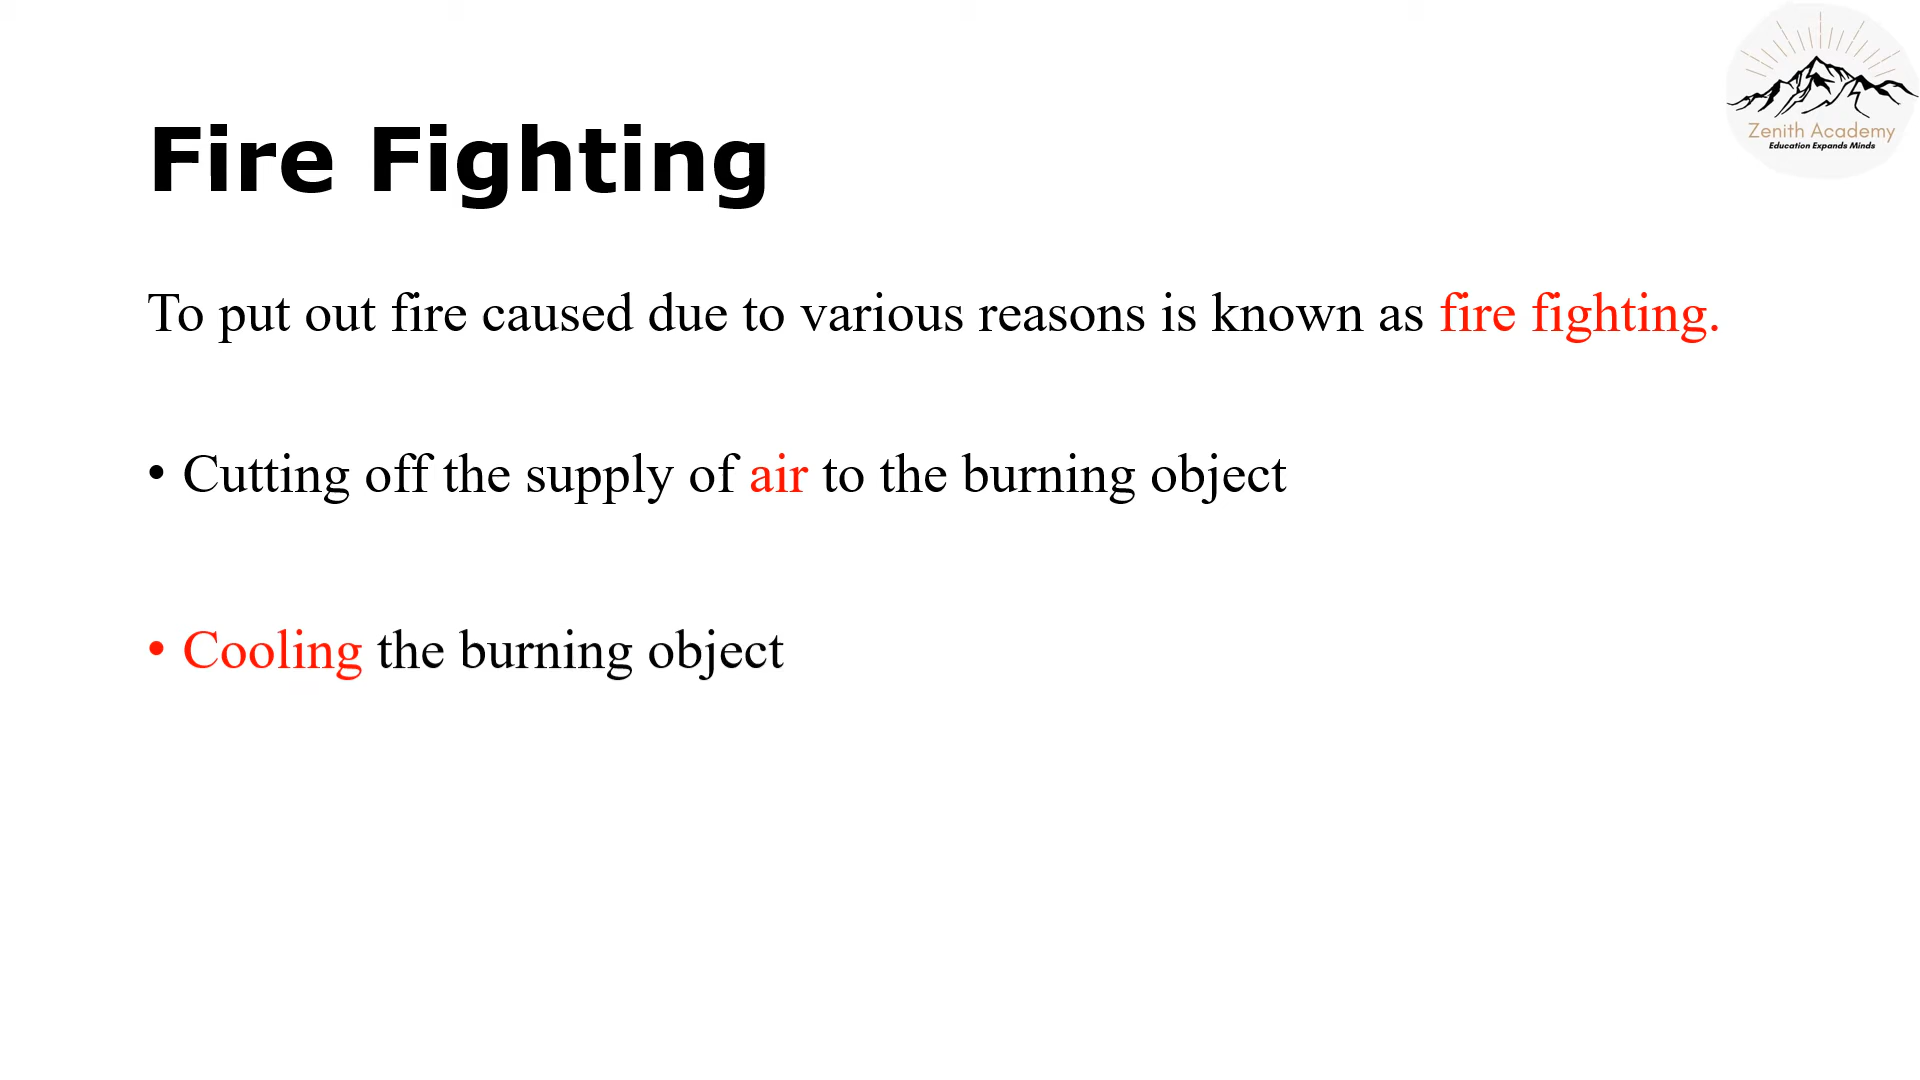 Zenith Academy
Education Expands Minds
Fire Fighting
To put out fire caused due to various reasons is known as fire fighting.
• Cutting off the supply of air to the burning object
• Cooling the burning object